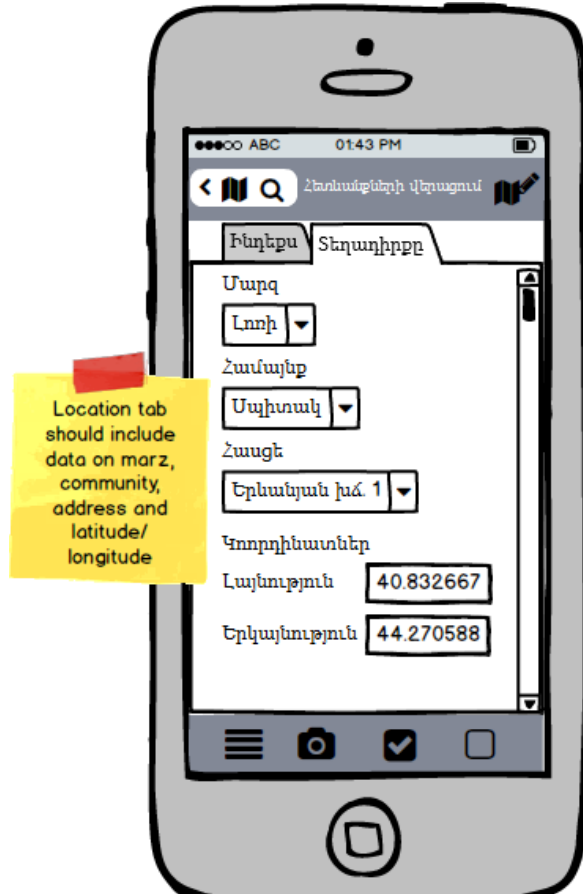 ABC 01:43 PM
Հետևանքների վերացում
Ինդեքս Տեղադիրքը
Մարզ
Լոռի
Համայնք
Սպիտակ
Հասցե
Երևանյան խճ. 1
Կոորդինատներ
Լայնություն 40.832667
Երկայնություն 44.270588
Location tab
should include
data on marz,
community,
address and
latitude/
longitude